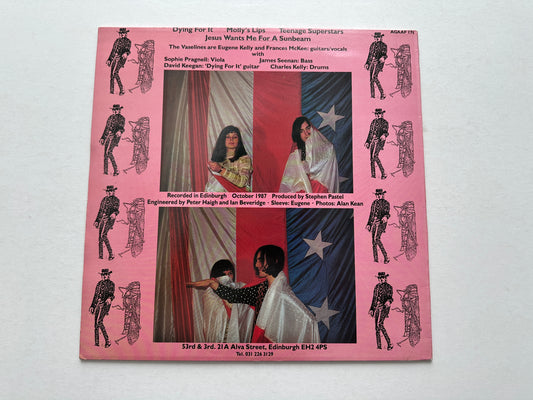 Dying For It Molly's Lips Teenage Superstars AGAAP17t
Jesus Wants Me For A Sunbeam
The Vaselines are Eugene Kelly and Frances McKee: guitars/vocals
with
Sophie Pragnell: Viola James Seenan: Bass
David Keegan: 'Dying For It' guitar Charles Kelly: Drums
Recorded in Edinburgh October 1987 Produced by Stephen Pastel
Engineered by Peter Haigh and Ian Beveridge · Sleeve: Eugene · Photos: Alan Kean
53rd & 3rd. 21A Alva Street, Edinburgh EH2 4PS
Tel. 031 226 3129